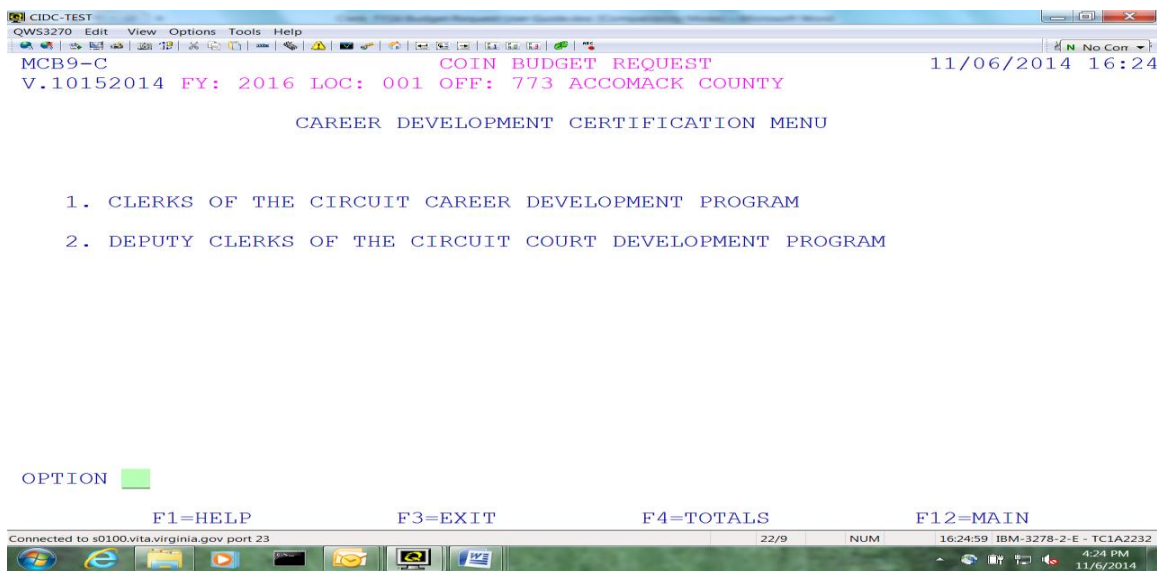 CIDC-TEST
QWS3270 Edit View Options Tools Help
N No Con
MCB9-C COIN BUDGET REQUEST 11/06/2014 16:24
V.10152014 FY: 2016 LOC: 001 OFF: 773 ACCOMACK COUNTY
CAREER DEVELOPMENT CERTIFICATION MENU
1. CLERKS OF THE CIRCUIT CAREER DEVELOPMENT PROGRAM
2. DEPUTY CLERKS OF THE CIRCUIT COURT DEVELOPMENT PROGRAM
OPTION
F1=HELP F3=EXIT F4=TOTALS F12=MAIN
Connected to s0100.vita.virginia.gov port 23 22/9 NUM 16:24:59 IBM-3278-2-E - TC1A2232
4:24 PM
11/6/2014